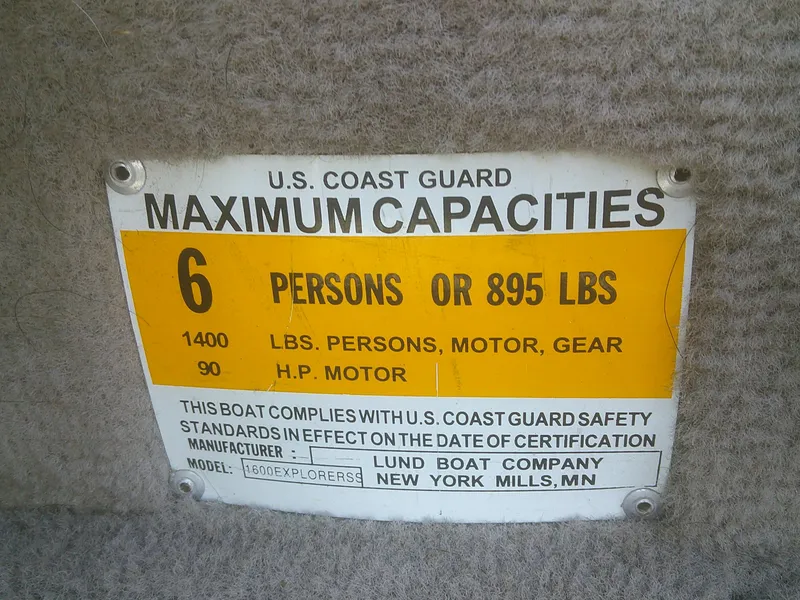 U.S. COAST GUARD
MAXIMUM CAPACITIES
6 PERSONS OR 895 LBS
1400 LBS. PERSONS, MOTOR, GEAR
90 H.P. MOTOR
THIS BOAT COMPLIES WITH U.S. COAST GUARD SAFETY
STANDARDS IN EFFECT ON THE DATE OF CERTIFICATION
MANUFACTURER : LUND BOAT COMPANY
MODEL: 1600EXPLORERSS NEW YORK MILLS, MN